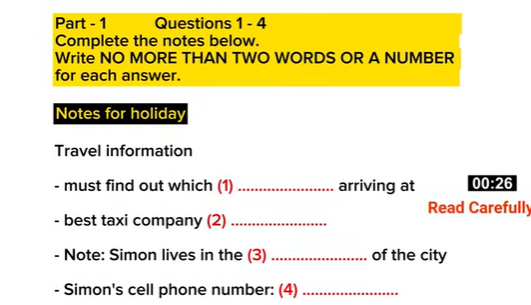 Part - 1 Questions 1 - 4
Complete the notes below.
Write NO MORE THAN TWO WORDS OR A NUMBER
for each answer.
Notes for holiday
Travel information
- must find out which (1) ...................... arriving at
00:26
Read Carefully
- best taxi company (2) ......................
- Note: Simon lives in the (3) ...................... of the city
- Simon's cell phone number: (4) ......................